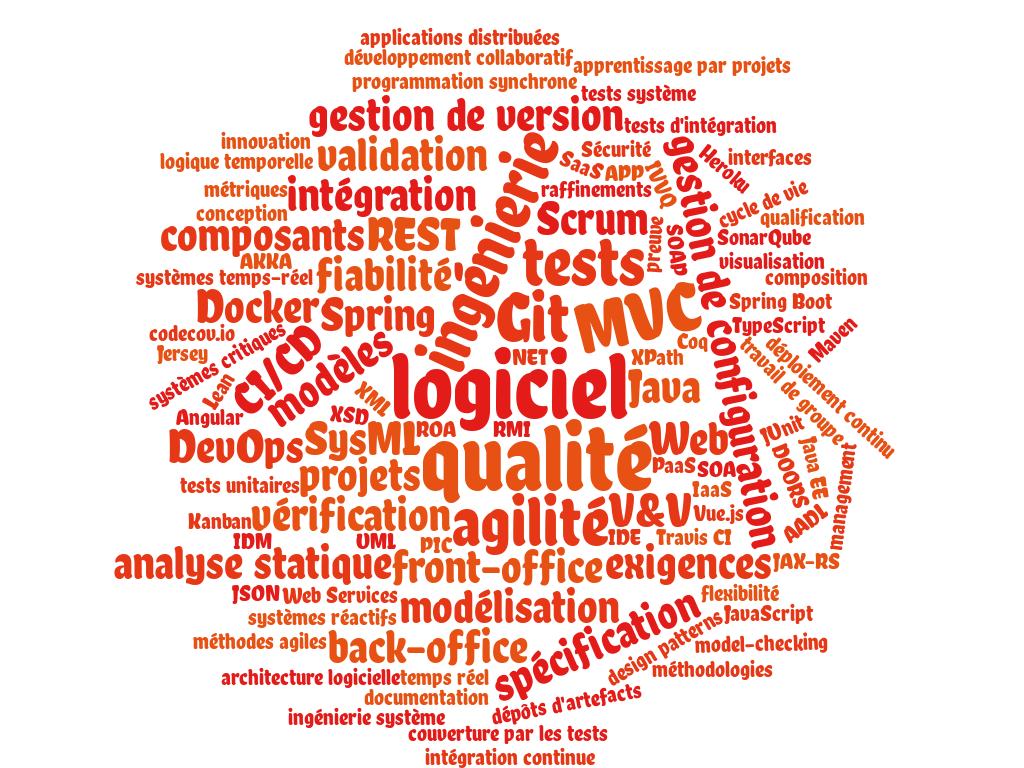 applications distribuées
développement collaboratif
apprentissage par projets
programmation synchrone
tests système
gestion de version
tests d'intégration
innovation
validation
ingénierie
Sécurité
logique temporelle
SaaS
APP
IVVQ
gestion de configuration
Heroku
interfaces
métriques
intégration
raffinements
cycle de vie
conception
composants
REST
Scrum
preuve
SOAP
qualification
SonarQube
AKKA
tests
visualisation
systèmes temps-réel
fiabilité
composition
Docker
Spring
Git
MVC
Spring Boot
codecov.io
TypeScript
Maven
Jersey
systèmes critiques
CI/CD
modèles
.NET
Coq
XPath
travail de groupe
déploiement continu
Lean
XML
logiciel
Java
Angular
XSD
ROA
RMI
DevOps
SysML
qualité
Web
JUnit
Java EE
DOORS
management
projets
PaaS
SOA
tests unitaires
IaaS
Kanban
vérification
agilité
V&V
Vue.js
AADL
IDM
UML
PIC
IDE
Travis CI
analyse statique
front-office
exigences
JAX-RS
JSON
Web Services
modélisation
spécification
flexibilité
systèmes réactifs
design patterns
JavaScript
méthodes agiles
back-office
model-checking
architecture logicielle
temps réel
méthodologies
documentation
dépôts d'artefacts
ingénierie système
couverture par les tests
intégration continue